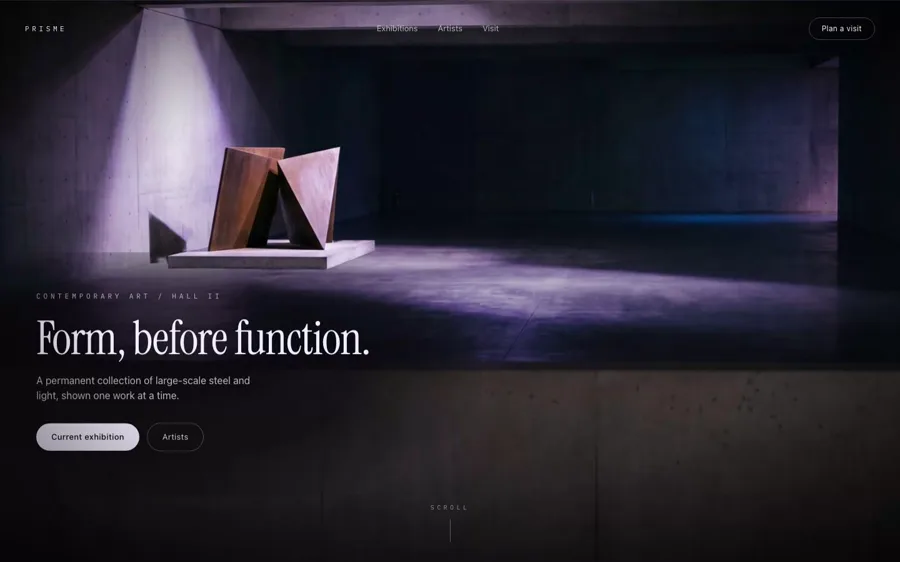 PRISME
Exhibitions
Artists
Visit
Plan a visit
CONTEMPORARY ART / HALL II
Form, before function.
A permanent collection of large-scale steel and
light, shown one work at a time.
Current exhibition
Artists
SCROLL